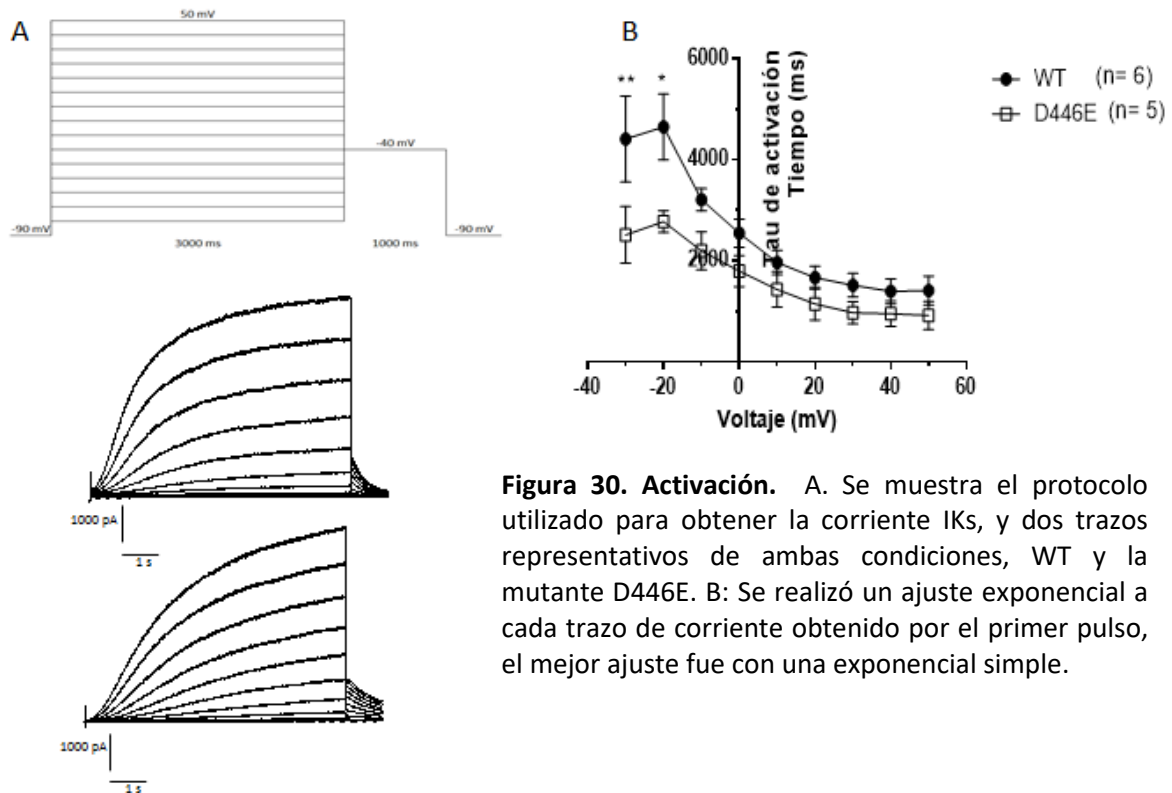 A
50 mV
-40 mV
-90 mV
-90 mV
3000 ms
1000 ms
1000 pA
1 s
1000 pA
1 s
B
6000
4000
2000
** *
Tau de activación
Tiempo (ms)
-40 -20 0 20 40 60
Voltaje (mV)
WT (n= 6)
D446E (n= 5)
Figura 30. Activación. A. Se muestra el protocolo
utilizado para obtener la corriente IKs, y dos trazos
representativos de ambas condiciones, WT y la
mutante D446E. B: Se realizó un ajuste exponencial a
cada trazo de corriente obtenido por el primer pulso,
el mejor ajuste fue con una exponencial simple.